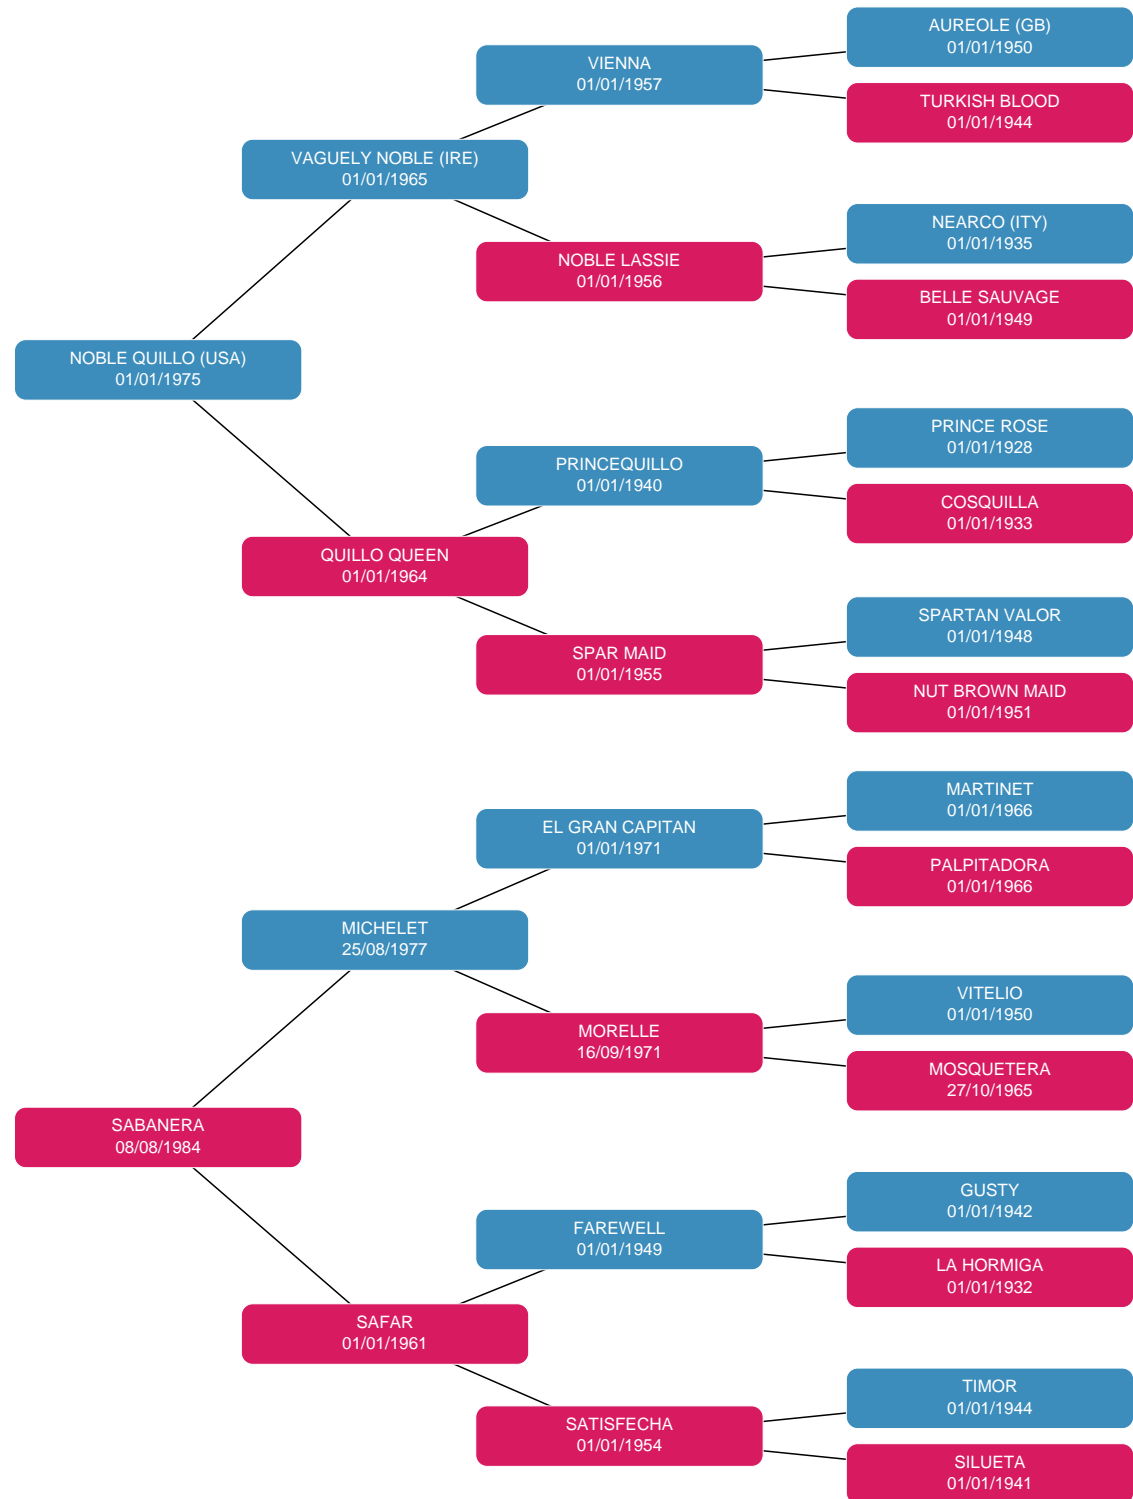 AUREOLE (GB)
01/01/1950
VIENNA
01/01/1957
TURKISH BLOOD
01/01/1944
VAGUELY NOBLE (IRE)
01/01/1965
NEARCO (ITY)
01/01/1935
NOBLE LASSIE
01/01/1956
BELLE SAUVAGE
01/01/1949
NOBLE QUILLO (USA)
01/01/1975
PRINCE ROSE
01/01/1928
PRINCEQUILLO
01/01/1940
COSQUILLA
01/01/1933
QUILLO QUEEN
01/01/1964
SPARTAN VALOR
01/01/1948
SPAR MAID
01/01/1955
NUT BROWN MAID
01/01/1951
MARTINET
01/01/1966
EL GRAN CAPITAN
01/01/1971
PALPITADORA
01/01/1966
MICHELET
25/08/1977
VITELIO
01/01/1950
MORELLE
16/09/1971
MOSQUETERA
27/10/1965
SABANERA
08/08/1984
GUSTY
01/01/1942
FAREWELL
01/01/1949
LA HORMIGA
01/01/1932
SAFAR
01/01/1961
TIMOR
01/01/1944
SATISFECHA
01/01/1954
SILUETA
01/01/1941